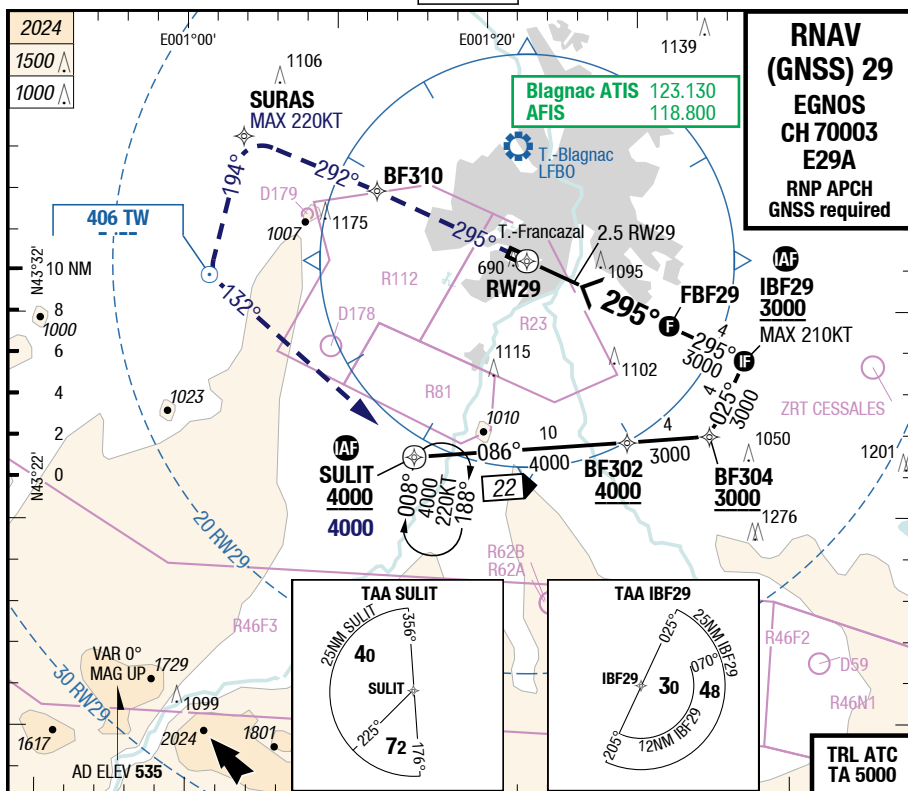 2024
1500
1000
E001°00'
E001°20'
1139
RNAV
(GNSS) 29
EGNOS
CH 70003
E29A
RNP APCH
GNSS required
1106
SURAS
MAX 220KT
Blagnac ATIS 123.130
AFIS 118.800
T.-Blagnac
LFBO
194°
292°
BF310
D179
1175
1007
406 TW
295°
T.-Francazal
2.5 RW29
690
1095
RW29
295°
FBF29
F
IAF
IBF29
3000
MAX 210KT
4
295°
3000
IF
N43°32'
10 NM
8
6
4
2
0
N43°22'
132°
R112
D178
R23
1000
1115
1102
R81
1023
1010
4
025°
3000
ZRT CESSALES
IAF
SULIT
4000
4000
086°
10
4000
4
3000
BF302
4000
BF304
3000
1050
1201
1276
008°
4000
220KT
188°
22
20 RW29
30 RW29
R62B
R62A
R46F3
R46F2
D59
R46N1
VAR 0°
MAG UP
1729
1099
1617
2024
1801
AD ELEV 535
TAA SULIT
25NM SULIT
356°
40
SULIT
225°
72
176°
TAA IBF29
025°
25NM IBF29
070°
IBF29
30
48
205°
12NM IBF29
TRL ATC
TA 5000